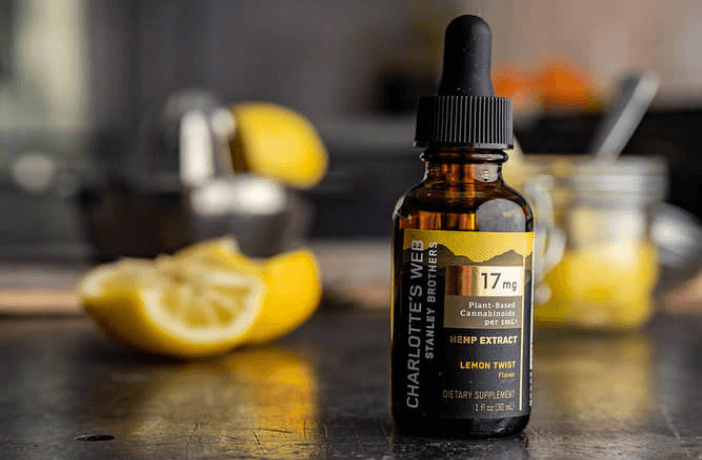 CHARLOTTE'S WEB
STANLEY BROTHERS
17mg
Plant-Based
Cannabinoids
per 1mL
HEMP EXTRACT
LEMON TWIST
Flavor
DIETARY SUPPLEMENT
1 fl oz (30 mL)